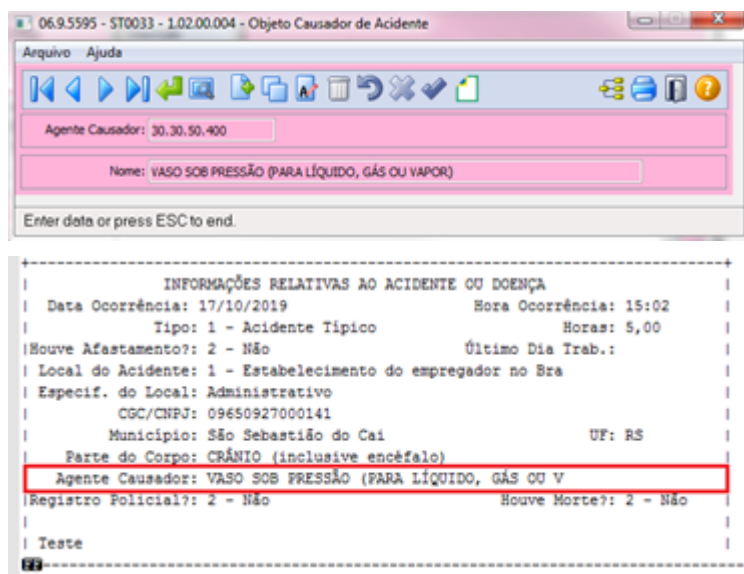 06.9.5595 - ST0033 - 1.02.00.004 - Objeto Causador de Acidente
Arquivo Ajuda
Agente Causador: 30.30.50.400
Nome: VASO SOB PRESSÃO (PARA LÍQUIDO, GÁS OU VAPOR)
Enter data or press ESC to end.
INFORMAÇÕES RELATIVAS AO ACIDENTE OU DOENÇA
Data Ocorrência: 17/10/2019 Hora Ocorrência: 15:02
Tipo: 1 - Acidente Típico Horas: 5,00
Houve Afastamento?: 2 - Não Último Dia Trab.:
Local do Acidente: 1 - Estabelecimento do empregador no Bra
Especif. do Local: Administrativo
CGC/CNPJ: 09650927000141
Município: São Sebastião do Cai UF: RS
Parte do Corpo: CRÂNIO (inclusive encéfalo)
Agente Causador: VASO SOB PRESSÃO (PARA LÍQUIDO, GÁS OU V
Registro Policial?: 2 - Não Houve Morte?: 2 - Não
Teste
FF